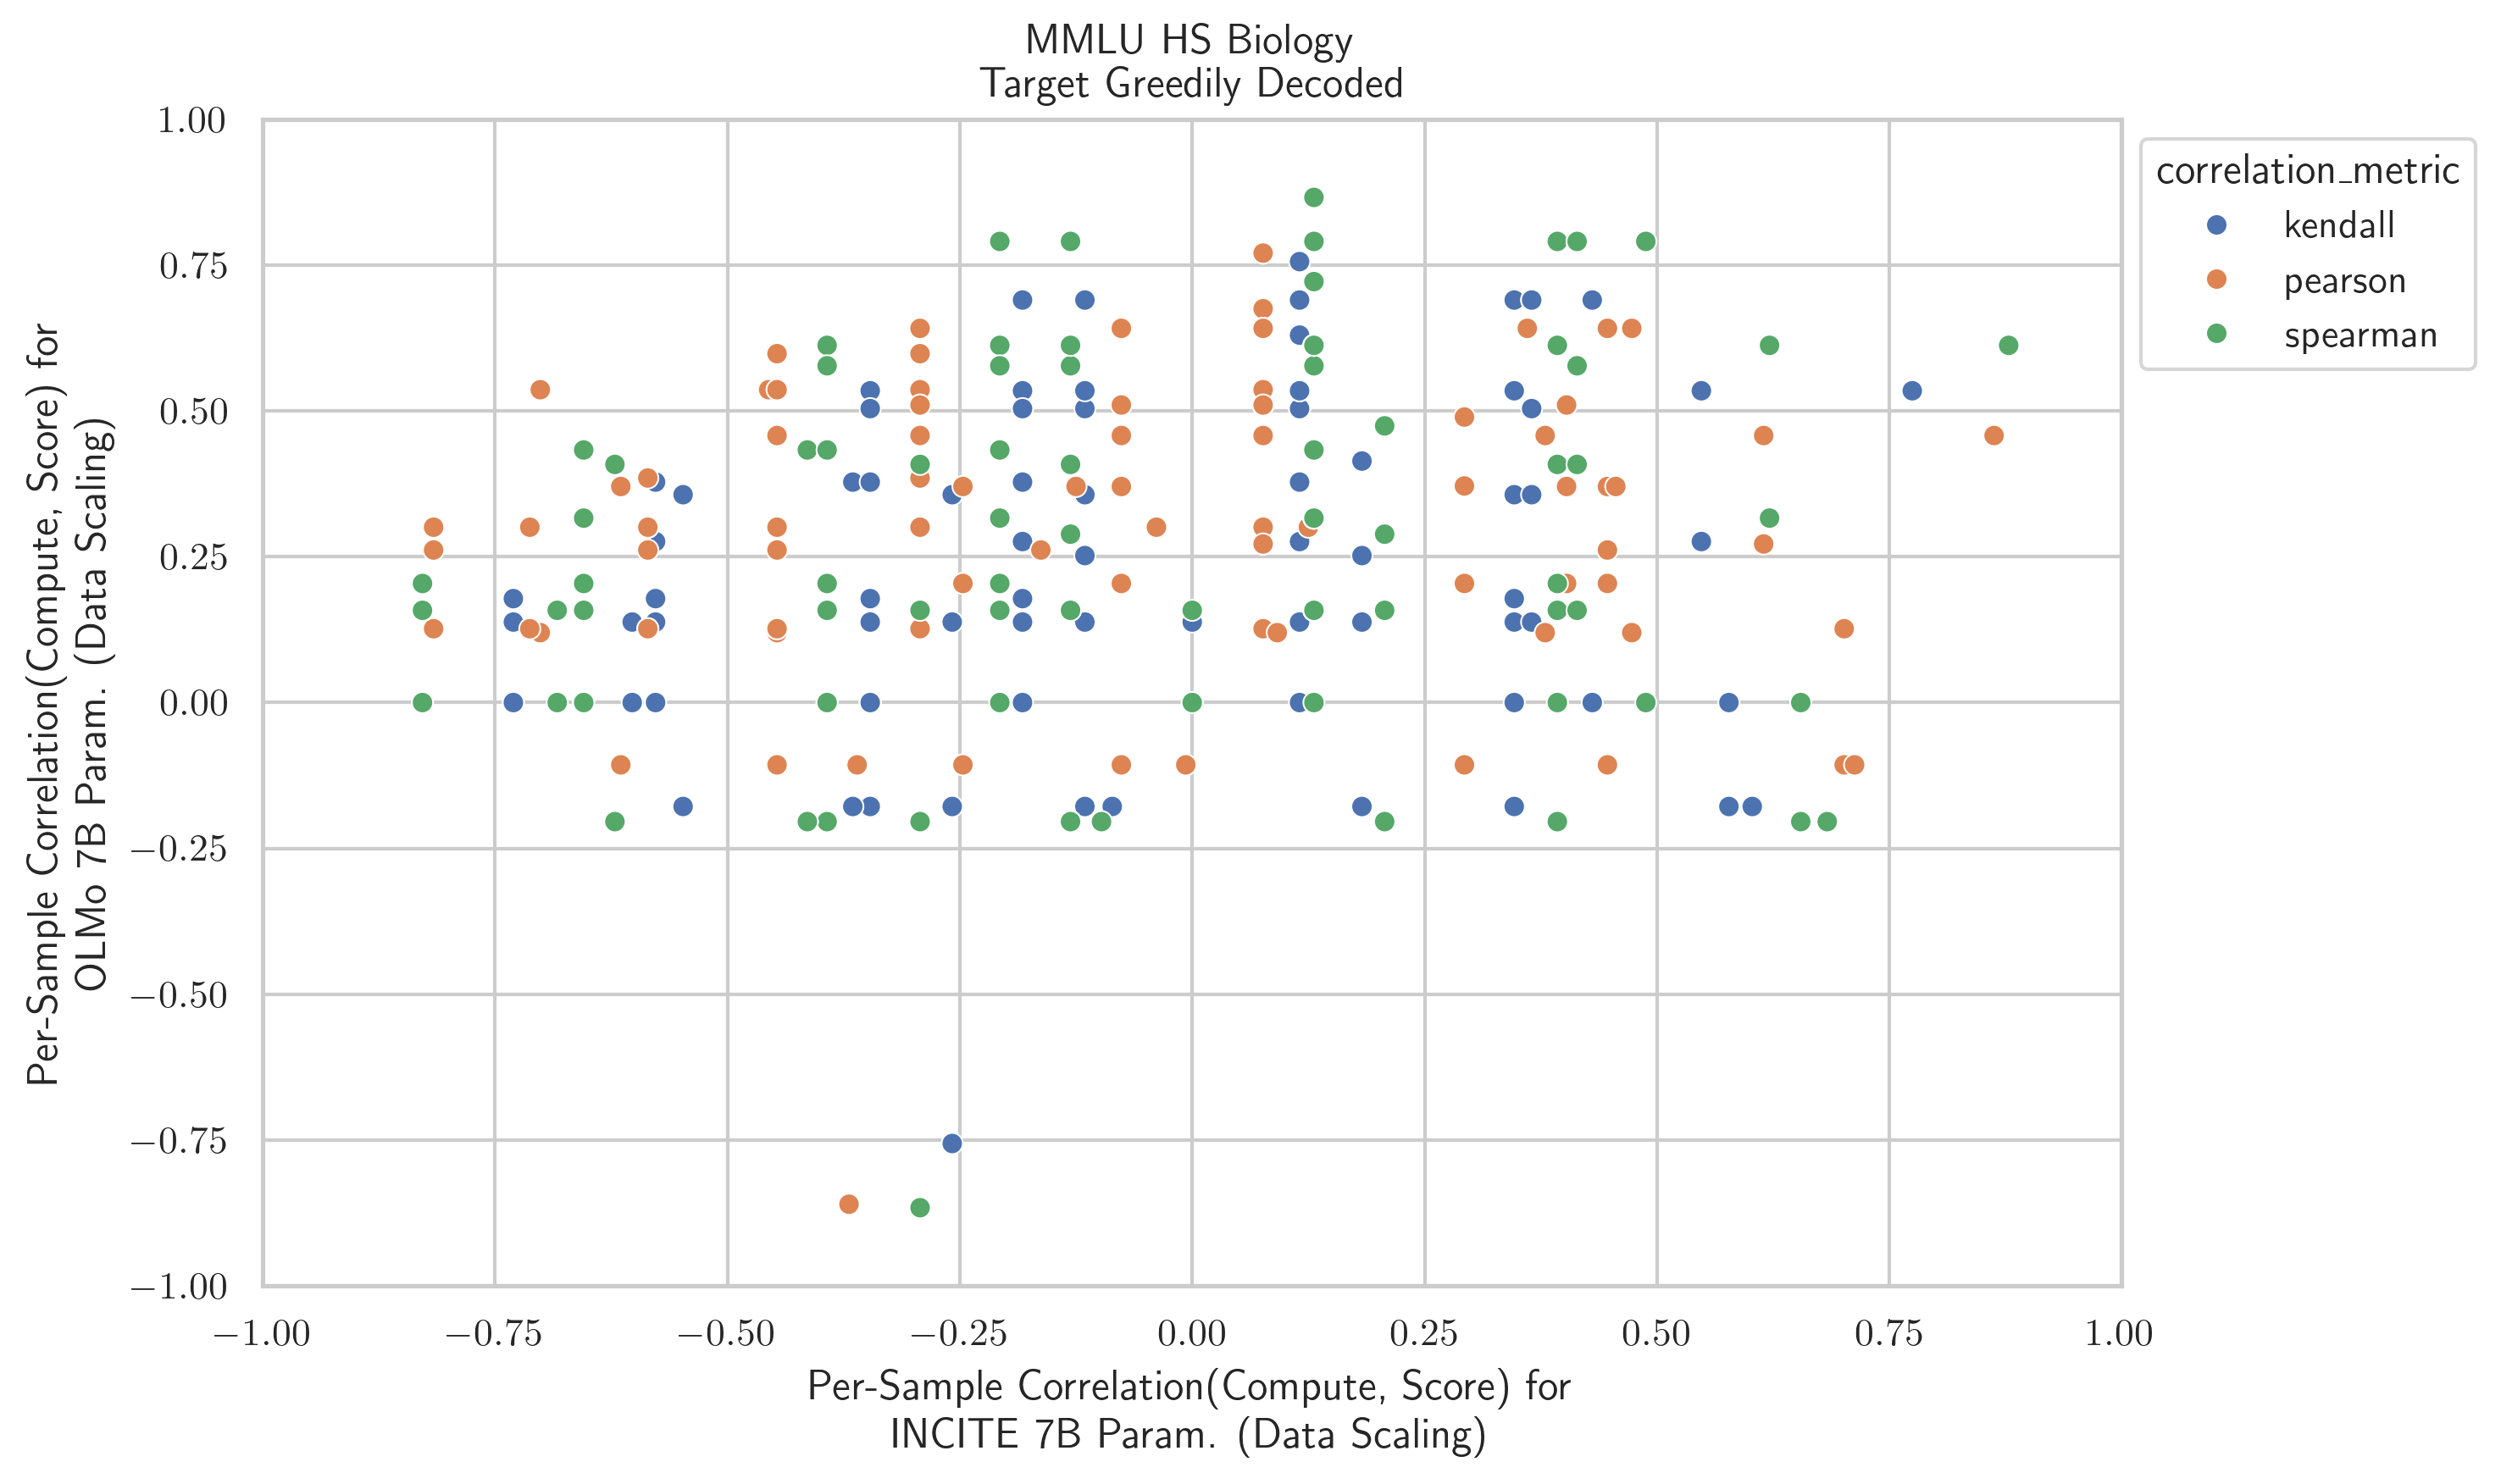 MMLU HS Biology
Target Greedily Decoded
Per-Sample Correlation(Compute, Score) for
OLMo 7B Param. (Data Scaling)
1.00
0.75
0.50
0.25
0.00
−0.25
−0.50
−0.75
−1.00
−1.00 −0.75 −0.50 −0.25 0.00 0.25 0.50 0.75 1.00
Per-Sample Correlation(Compute, Score) for
INCITE 7B Param. (Data Scaling)
correlation_metric
kendall
pearson
spearman